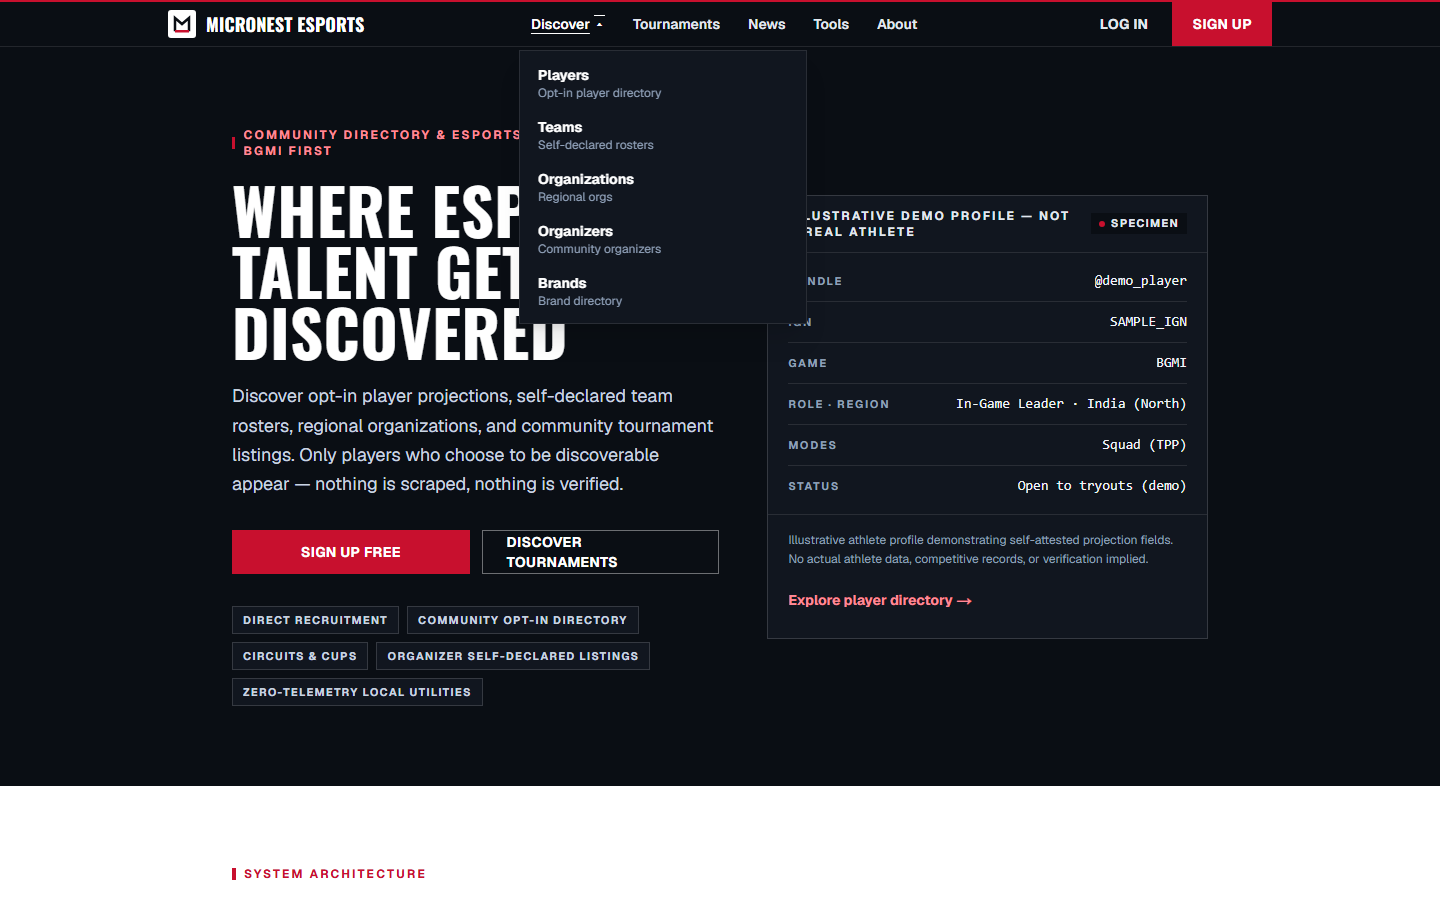 MICRONEST ESPORTS
Discover
Tournaments
News
Tools
About
LOG IN
SIGN UP
Players
Opt-in player directory
Teams
Self-declared rosters
Organizations
Regional orgs
Organizers
Community organizers
Brands
Brand directory
COMMUNITY DIRECTORY & ESPORTS
BGMI FIRST
WHERE ESP
TALENT GET
DISCOVERED
Discover opt-in player projections, self-declared team
rosters, regional organizations, and community tournament
listings. Only players who choose to be discoverable
appear — nothing is scraped, nothing is verified.
SIGN UP FREE
DISCOVER
TOURNAMENTS
DIRECT RECRUITMENT
COMMUNITY OPT-IN DIRECTORY
CIRCUITS & CUPS
ORGANIZER SELF-DECLARED LISTINGS
ZERO-TELEMETRY LOCAL UTILITIES
LUSTRATIVE DEMO PROFILE — NOT
REAL ATHLETE
SPECIMEN
NDLE
@demo_player
IGN
SAMPLE_IGN
GAME
BGMI
ROLE · REGION
In-Game Leader · India (North)
MODES
Squad (TPP)
STATUS
Open to tryouts (demo)
Illustrative athlete profile demonstrating self-attested projection fields.
No actual athlete data, competitive records, or verification implied.
Explore player directory →
SYSTEM ARCHITECTURE